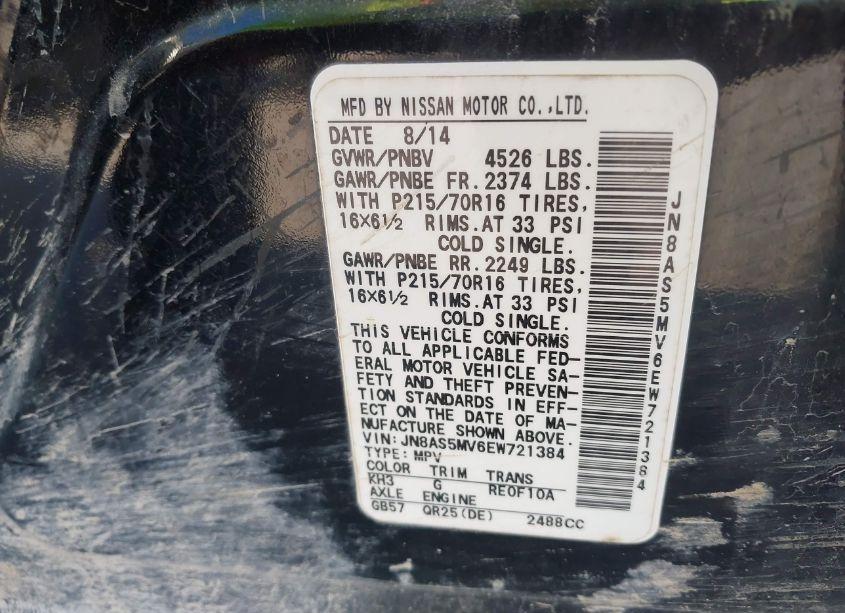 MFD BY NISSAN MOTOR CO.,LTD.
DATE 8/14
GVWR/PNBV 4526 LBS.
GAWR/PNBE FR. 2374 LBS.
WITH P215/70R16 TIRES,
16×6½ RIMS. AT 33 PSI
COLD SINGLE.
GAWR/PNBE RR. 2249 LBS.
WITH P215/70R16 TIRES,
16×6½ RIMS. AT 33 PSI
COLD SINGLE.
THIS VEHICLE CONFORMS
TO ALL APPLICABLE FED-
ERAL MOTOR VEHICLE SA-
FETY AND THEFT PREVEN-
TION STANDARDS IN EFF-
ECT ON THE DATE OF MA-
NUFACTURE SHOWN ABOVE.
VIN: JN8AS5MV6EW721384
TYPE: MPV
COLOR TRIM TRANS
KH3 G RE0F10A
AXLE ENGINE
GB57 QR25(DE) 2488CC
JN8AS5MV6EW721384